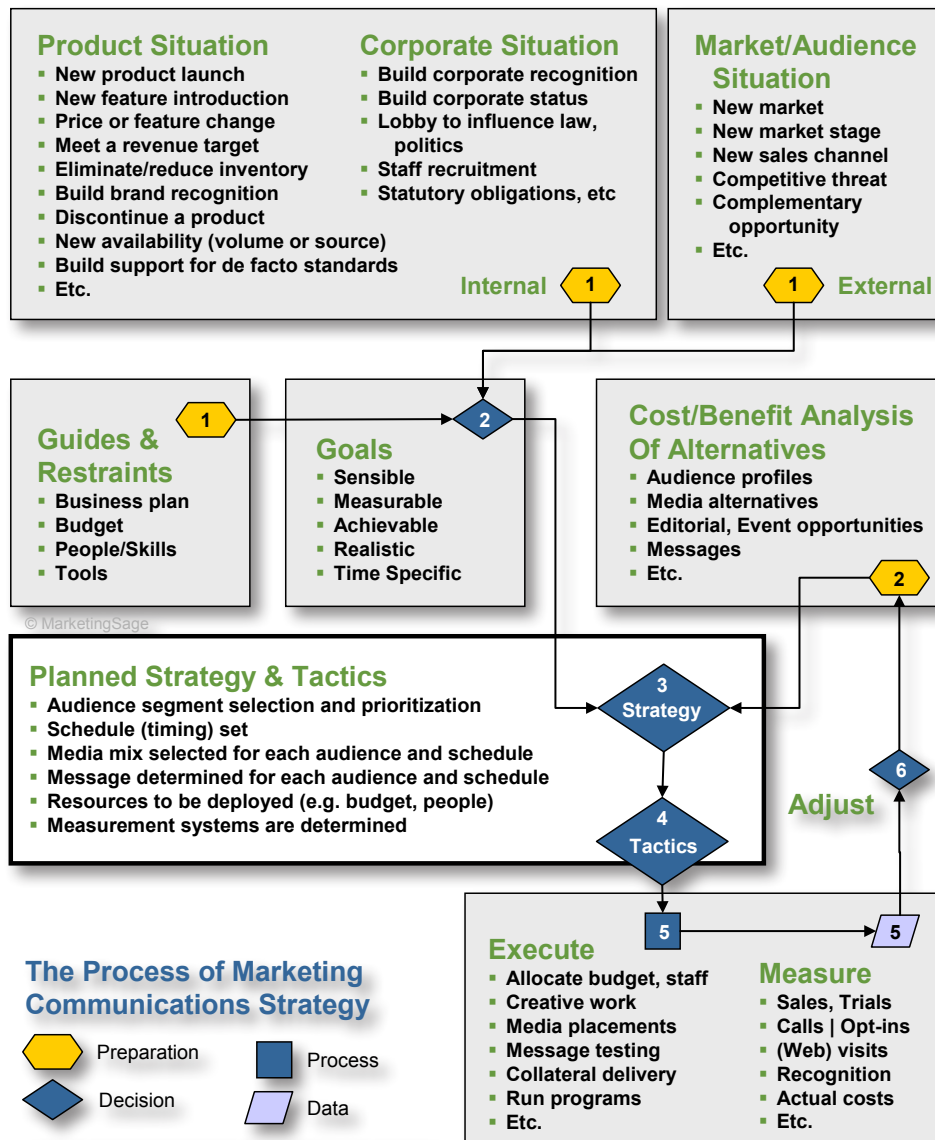 Product Situation
▪ New product launch
▪ New feature introduction
▪ Price or feature change
▪ Meet a revenue target
▪ Eliminate/reduce inventory
▪ Build brand recognition
▪ Discontinue a product
▪ New availability (volume or source)
▪ Build support for de facto standards
▪ Etc.
Corporate Situation
▪ Build corporate recognition
▪ Build corporate status
▪ Lobby to influence law,
politics
▪ Staff recruitment
▪ Statutory obligations, etc
Internal
1
Market/Audience
Situation
▪ New market
▪ New market stage
▪ New sales channel
▪ Competitive threat
▪ Complementary
opportunity
▪ Etc.
1
External
1
Guides &
Restraints
▪ Business plan
▪ Budget
▪ People/Skills
▪ Tools
2
Goals
▪ Sensible
▪ Measurable
▪ Achievable
▪ Realistic
▪ Time Specific
Cost/Benefit Analysis
Of Alternatives
▪ Audience profiles
▪ Media alternatives
▪ Editorial, Event opportunities
▪ Messages
▪ Etc.
2
© MarketingSage
Planned Strategy & Tactics
▪ Audience segment selection and prioritization
▪ Schedule (timing) set
▪ Media mix selected for each audience and schedule
▪ Message determined for each audience and schedule
▪ Resources to be deployed (e.g. budget, people)
▪ Measurement systems are determined
3
Strategy
4
Tactics
6
Adjust
5
5
Execute
▪ Allocate budget, staff
▪ Creative work
▪ Media placements
▪ Message testing
▪ Collateral delivery
▪ Run programs
▪ Etc.
Measure
▪ Sales, Trials
▪ Calls | Opt-ins
▪ (Web) visits
▪ Recognition
▪ Actual costs
▪ Etc.
The Process of Marketing
Communications Strategy
Preparation
Process
Decision
Data